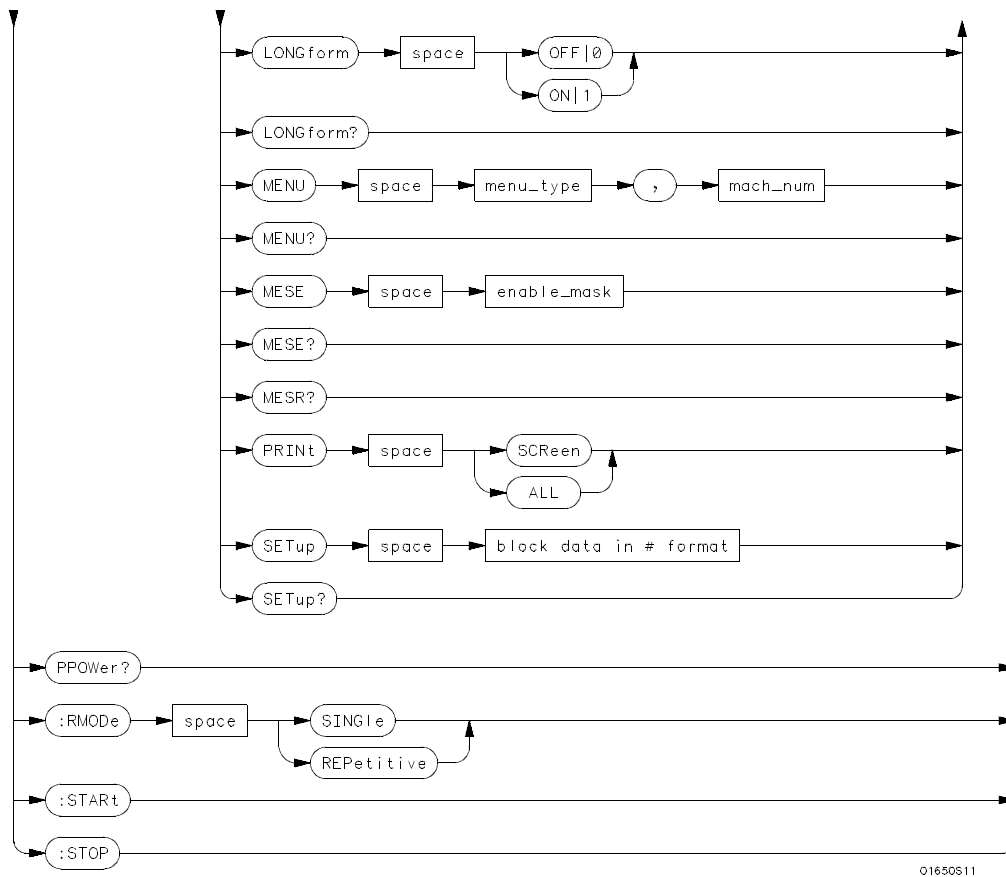 LONGform space OFF|0
ON|1
LONGform?
MENU space menu_type , mach_num
MENU?
MESE space enable_mask
MESE?
MESR?
PRINt space SCReen
ALL
SETup space block data in # format
SETup?
PPOWer?
:RMODe space SINGle
REPetitive
:STARt
:STOP
01650S11